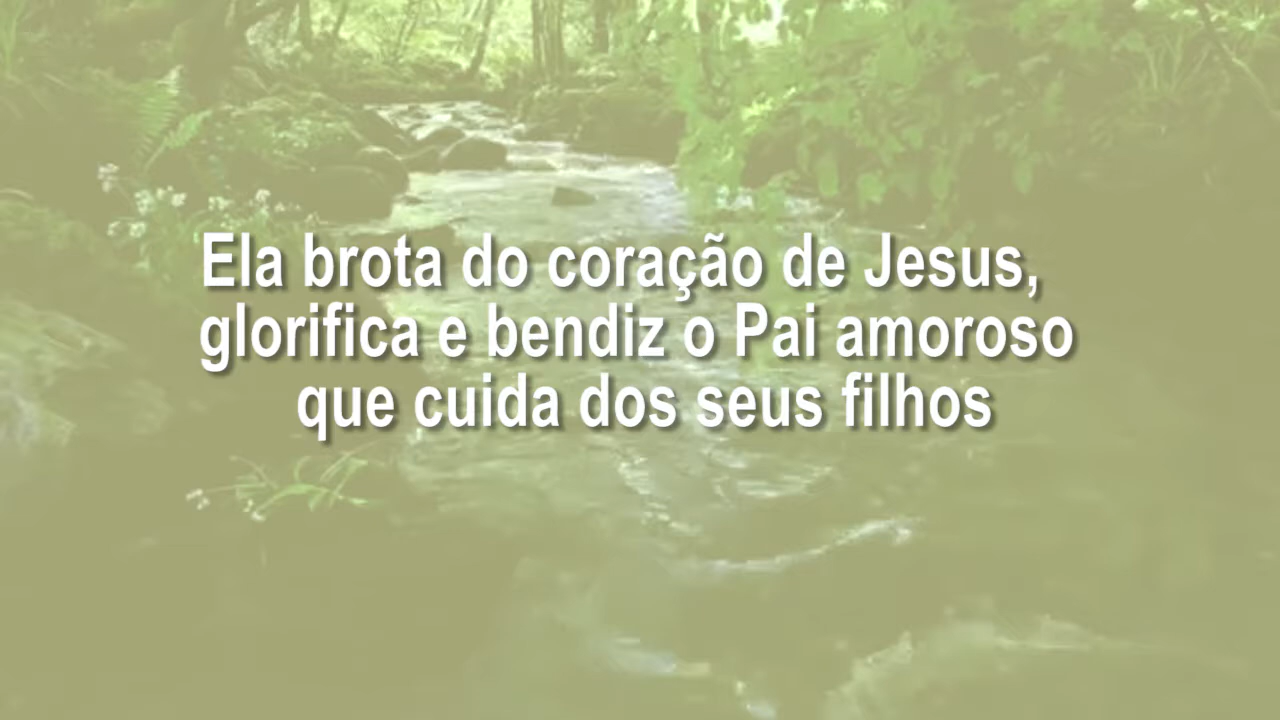 Ela brota do coração de Jesus,
glorifica e bendiz o Pai amoroso
que cuida dos seus filhos